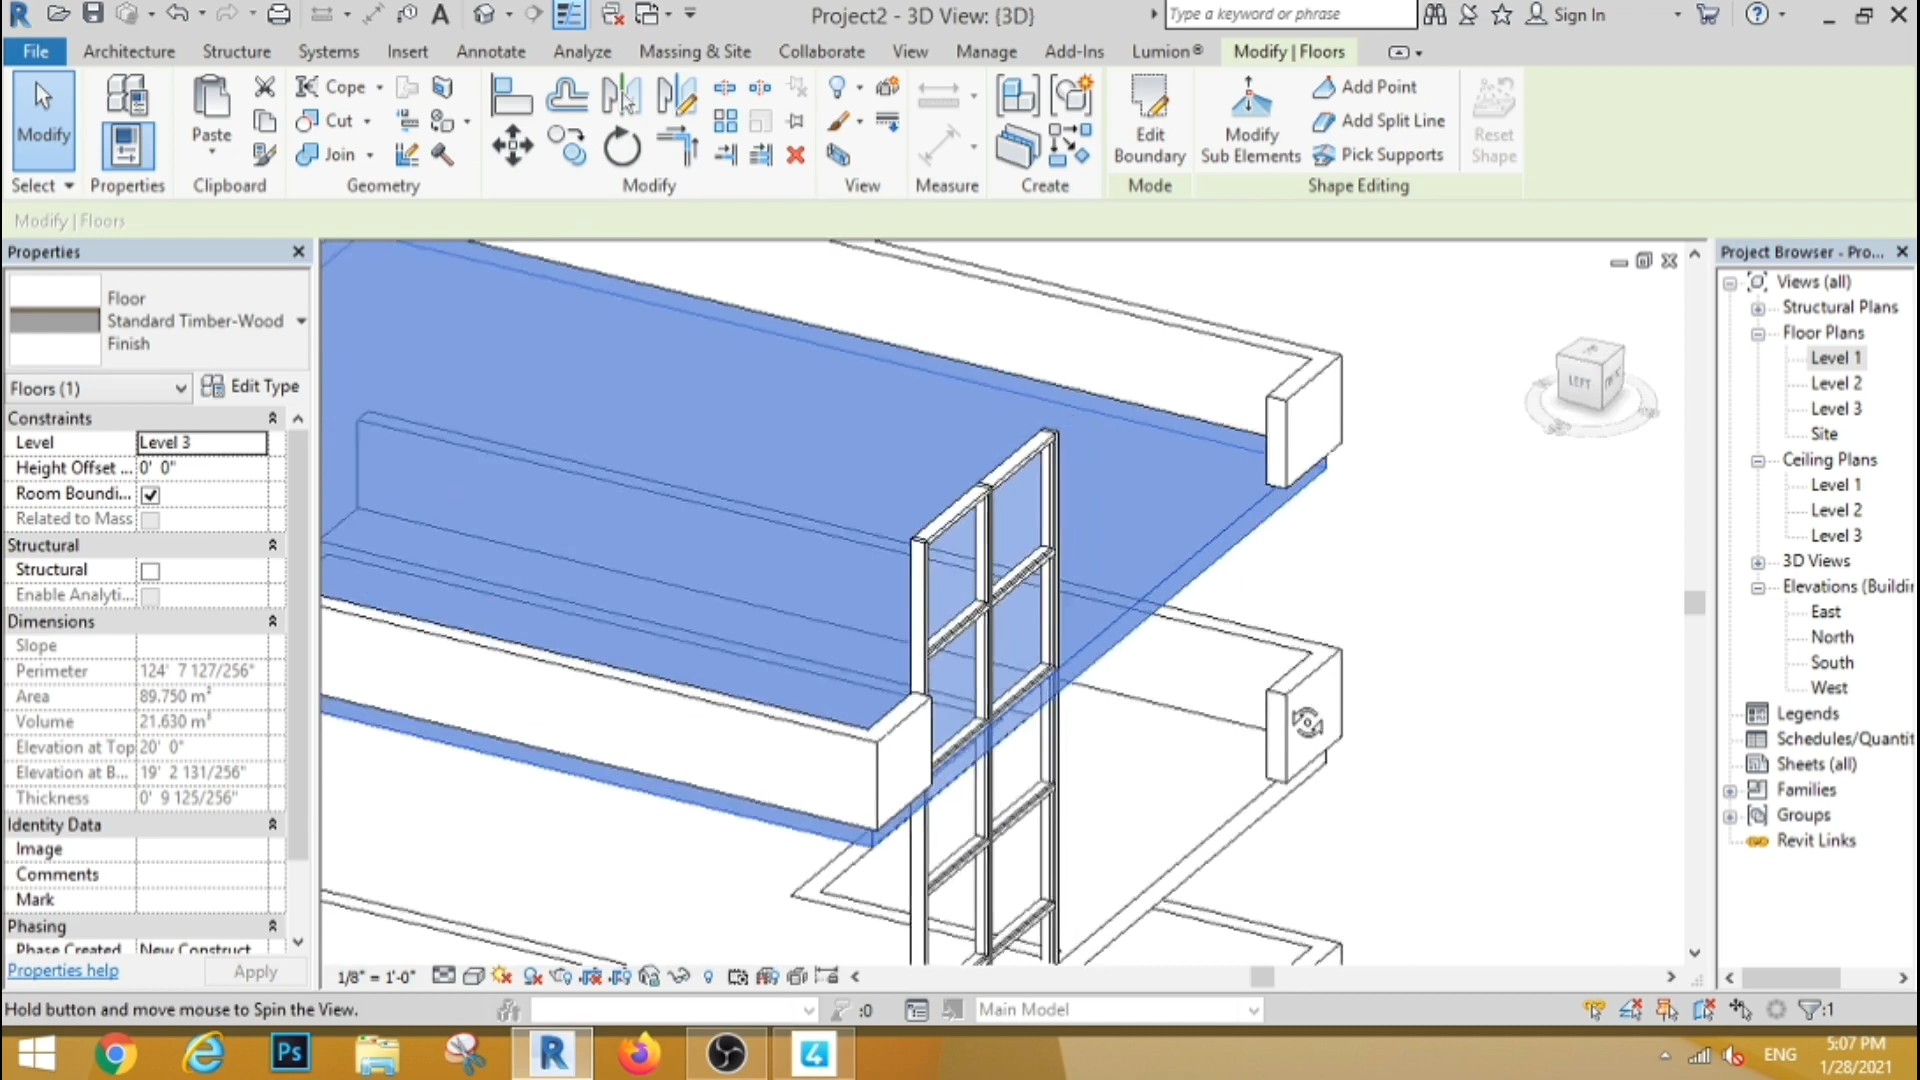 Project2 - 3D View: {3D}
Type a keyword or phrase
Sign In
File
Architecture
Structure
Systems
Insert
Annotate
Analyze
Massing & Site
Collaborate
View
Manage
Add-Ins
Lumion®
Modify | Floors
Modify
Paste
Cope
Cut
Join
Edit
Boundary
Modify
Sub Elements
Add Point
Add Split Line
Pick Supports
Reset
Shape
Select
Properties
Clipboard
Geometry
Modify
View
Measure
Create
Mode
Shape Editing
Modify | Floors
Properties
Floor
Standard Timber-Wood
Finish
Floors (1)
Edit Type
Constraints
Level
Level 3
Height Offset ...
0' 0"
Room Boundi...
Related to Mass
Structural
Structural
Enable Analyti...
Dimensions
Slope
Perimeter
124' 7 127/256"
Area
89.750 m²
Volume
21.630 m³
Elevation at Top
20' 0"
Elevation at B...
19' 2 131/256"
Thickness
0' 9 125/256"
Identity Data
Image
Comments
Mark
Phasing
Phase Created
New Construct
Properties help
Apply
LEFT
Project Browser - Pro...
Views (all)
Structural Plans
Floor Plans
Level 1
Level 2
Level 3
Site
Ceiling Plans
Level 1
Level 2
Level 3
3D Views
Elevations (Buildin
East
North
South
West
Legends
Schedules/Quantit
Sheets (all)
Families
Groups
Revit Links
1/8" = 1'-0"
Hold button and move mouse to Spin the View.
:0
Main Model
:1
Ps
R
4
ENG
5:07 PM
1/28/2021